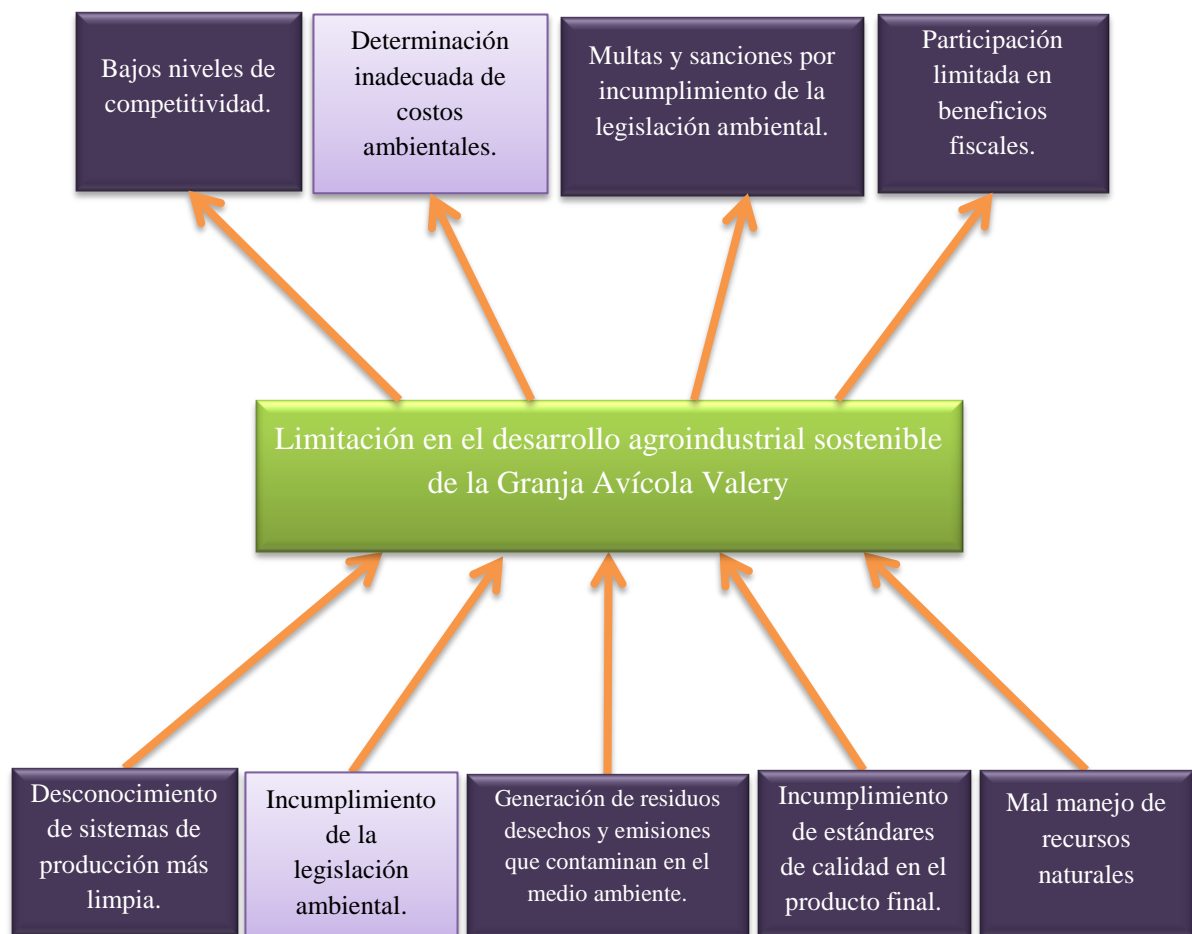 Bajos niveles de
competitividad.
Determinación
inadecuada de
costos
ambientales.
Multas y sanciones por
incumplimiento de la
legislación ambiental.
Participación
limitada en
beneficios
fiscales.
Limitación en el desarrollo agroindustrial sostenible
de la Granja Avícola Valery
Desconocimiento
de sistemas de
producción más
limpia.
Incumplimiento
de la
legislación
ambiental.
Generación de residuos
desechos y emisiones
que contaminan en el
medio ambiente.
Incumplimiento
de estándares
de calidad en el
producto final.
Mal manejo de
recursos
naturales